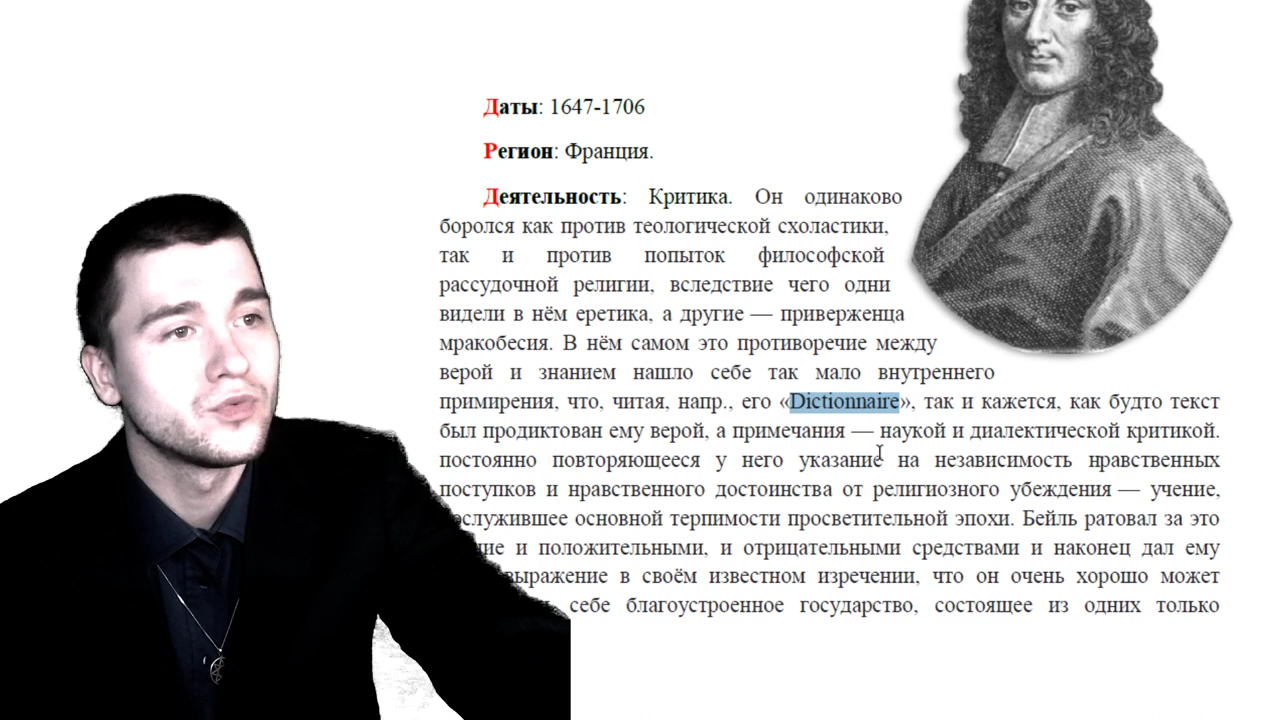 Даты: 1647-1706
Регион: Франция.
Деятельность: Критика. Он одинаково
боролся как против теологической схоластики,
так и против попыток философской
рассудочной религии, вследствие чего одни
видели в нём еретика, а другие — приверженца
мракобесия. В нём самом это противоречие между
верой и знанием нашло себе так мало внутреннего
примирения, что, читая, напр., его «Dictionnaire», так и кажется, как будто текст
был продиктован ему верой, а примечания — наукой и диалектической критикой.
постоянно повторяющееся у него указание на независимость нравственных
поступков и нравственного достоинства от религиозного убеждения — учение,
послужившее основной терпимости просветительной эпохи. Бейль ратовал за это
и положительными, и отрицательными средствами и наконец дал ему
выражение в своём известном изречении, что он очень хорошо может
себе благоустроенное государство, состоящее из одних только